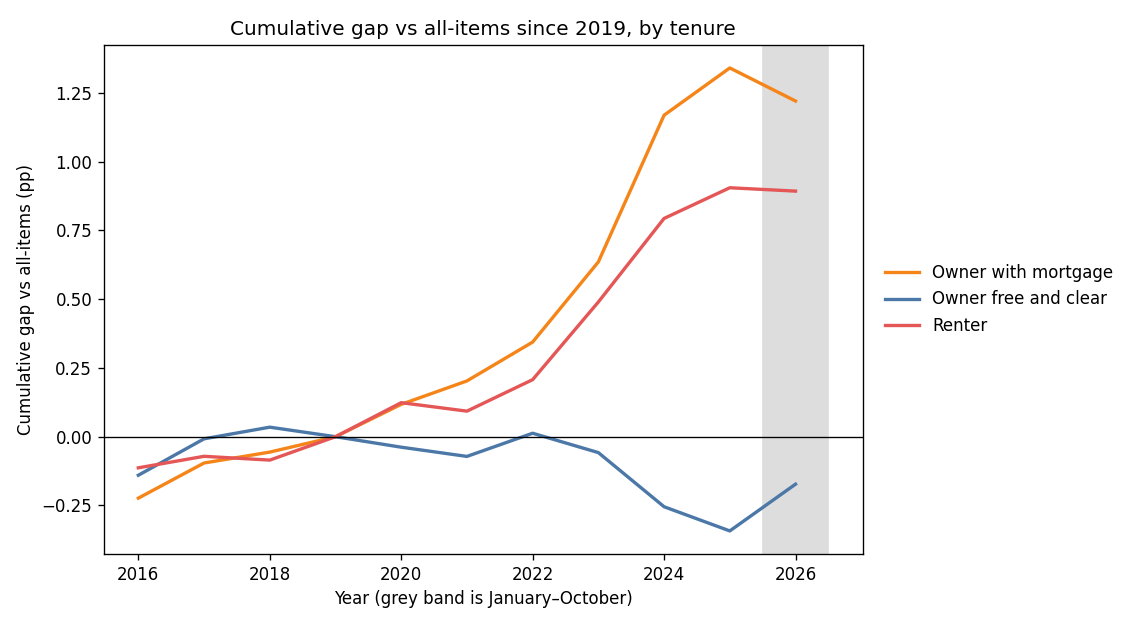 Cumulative gap vs all-items since 2019, by tenure
Cumulative gap vs all-items (pp)
1.25
1.00
0.75
0.50
0.25
0.00
−0.25
2016
2018
2020
2022
2024
2026
Year (grey band is January–October)
Owner with mortgage
Owner free and clear
Renter